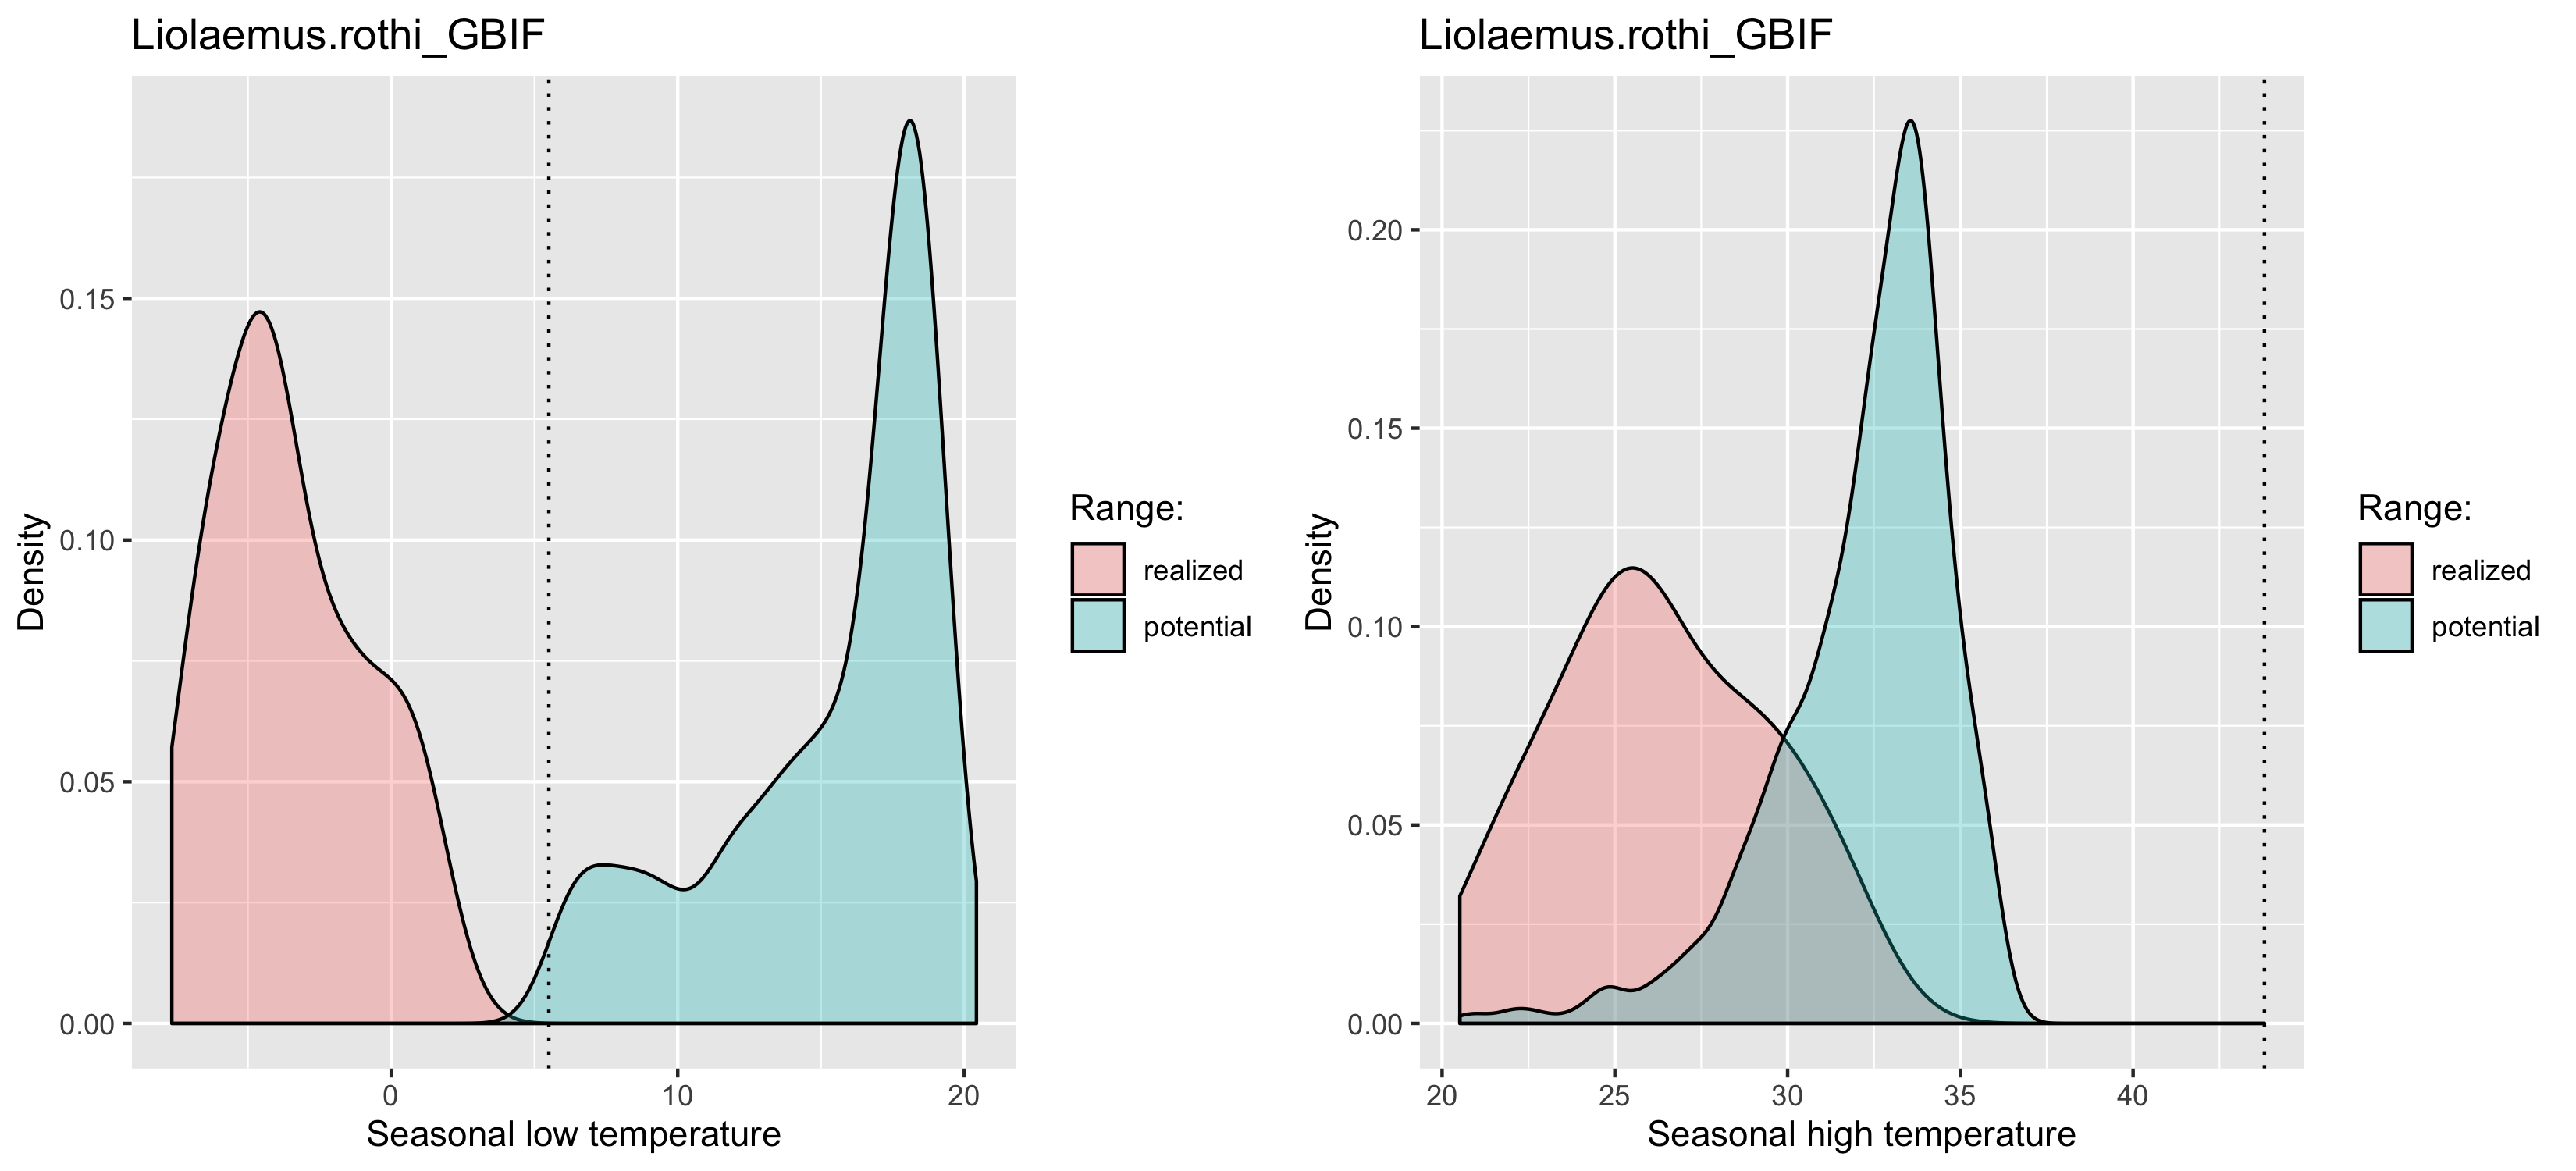 Liolaemus.rothi_GBIF
Density
0.15
0.10
0.05
0.00
0 10 20
Seasonal low temperature
Range:
realized
potential
Liolaemus.rothi_GBIF
Density
0.20
0.15
0.10
0.05
0.00
20 25 30 35 40
Seasonal high temperature
Range:
realized
potential